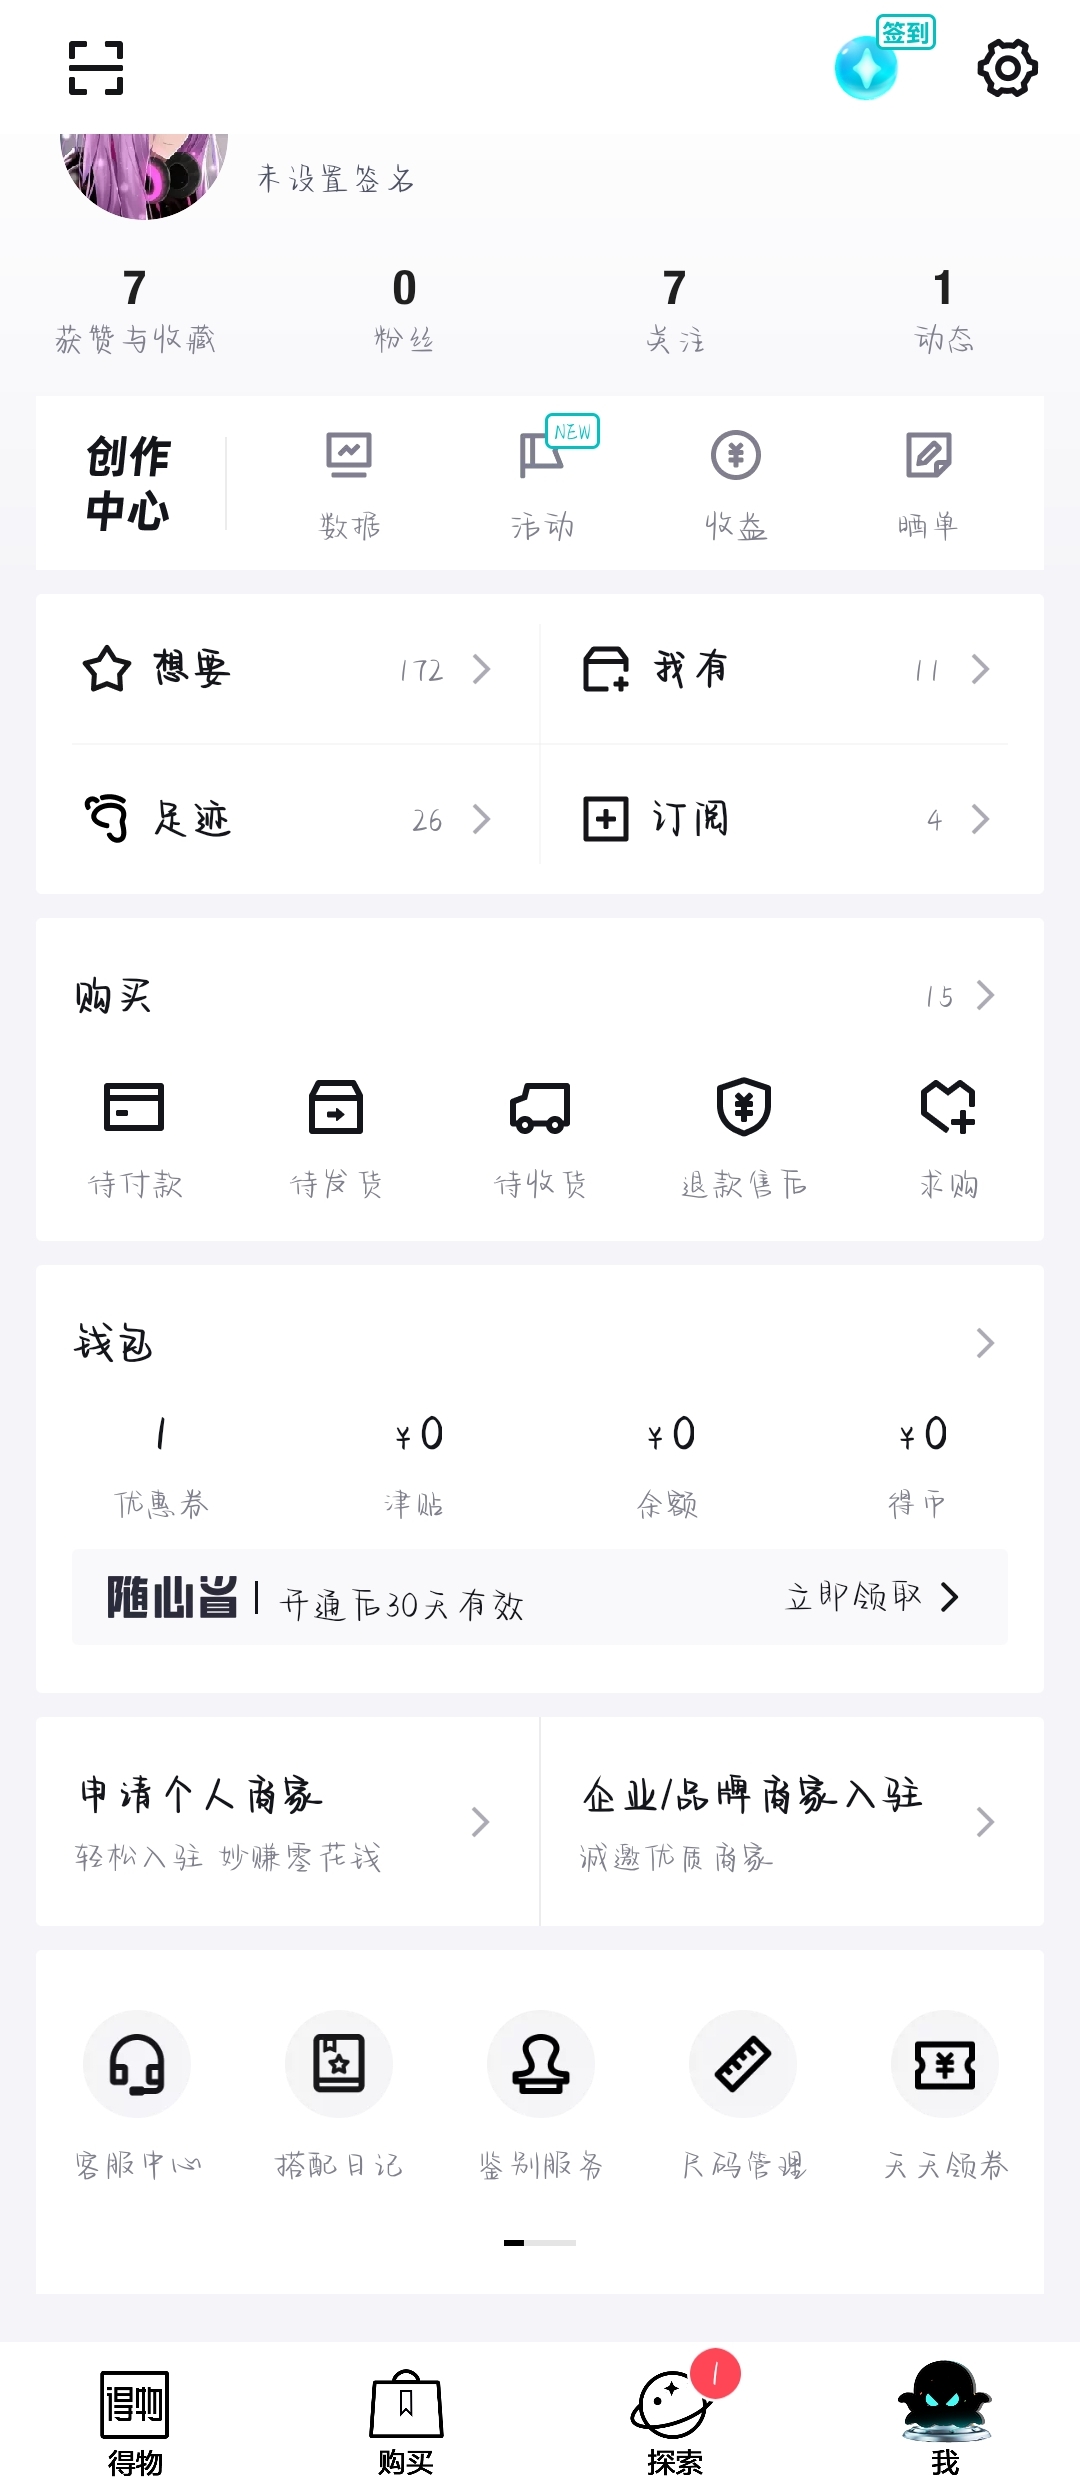 签到
未设置签名
7 0 7 1
获赞与收藏 粉丝 关注 动态
创作
中心
NEW
数据 活动 收益 晒单
想要 172 我有 11
足迹 26 订阅 4
购买 15
待付款 待发货 待收货 退款售后 求购
钱包
1 ¥0 ¥0 ¥0
优惠券 津贴 余额 得币
随心省 开通后30天有效 立即领取
申请个人商家 企业/品牌商家入驻
轻松入驻 妙赚零花钱 诚邀优质商家
客服中心 搭配日记 鉴别服务 尺码管理 天天领券
得物
1
得物 购买 探索 我